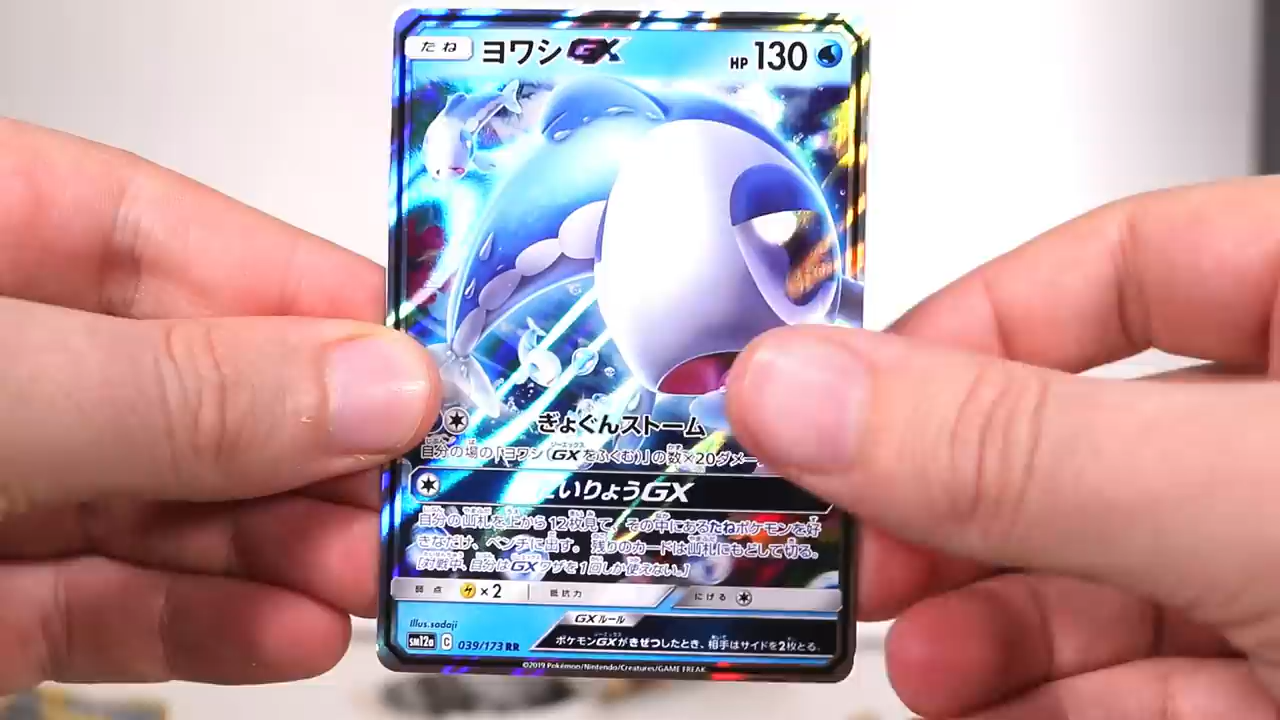 たね ヨワシGX HP 130
ぎょぐんストーム
自分の場の「ヨワシ(GXをふくむ)」の数×20ダメー
いりょうGX
自分の山札を上から12枚見て、その中にあるたねポケモンを好
きなだけ、ベンチに出す。残りのカードは山札にもどして切る。
[対戦中、自分はGXワザを1回しか使えない。]
弱点 ×2 抵抗力 にげる
Illus.sadaji
GXルール
ポケモンGXがきぜつしたとき、相手はサイドを2枚とる。
sm12a C 039/173 RR
©2019 Pokémon/Nintendo/Creatures/GAME FREAK